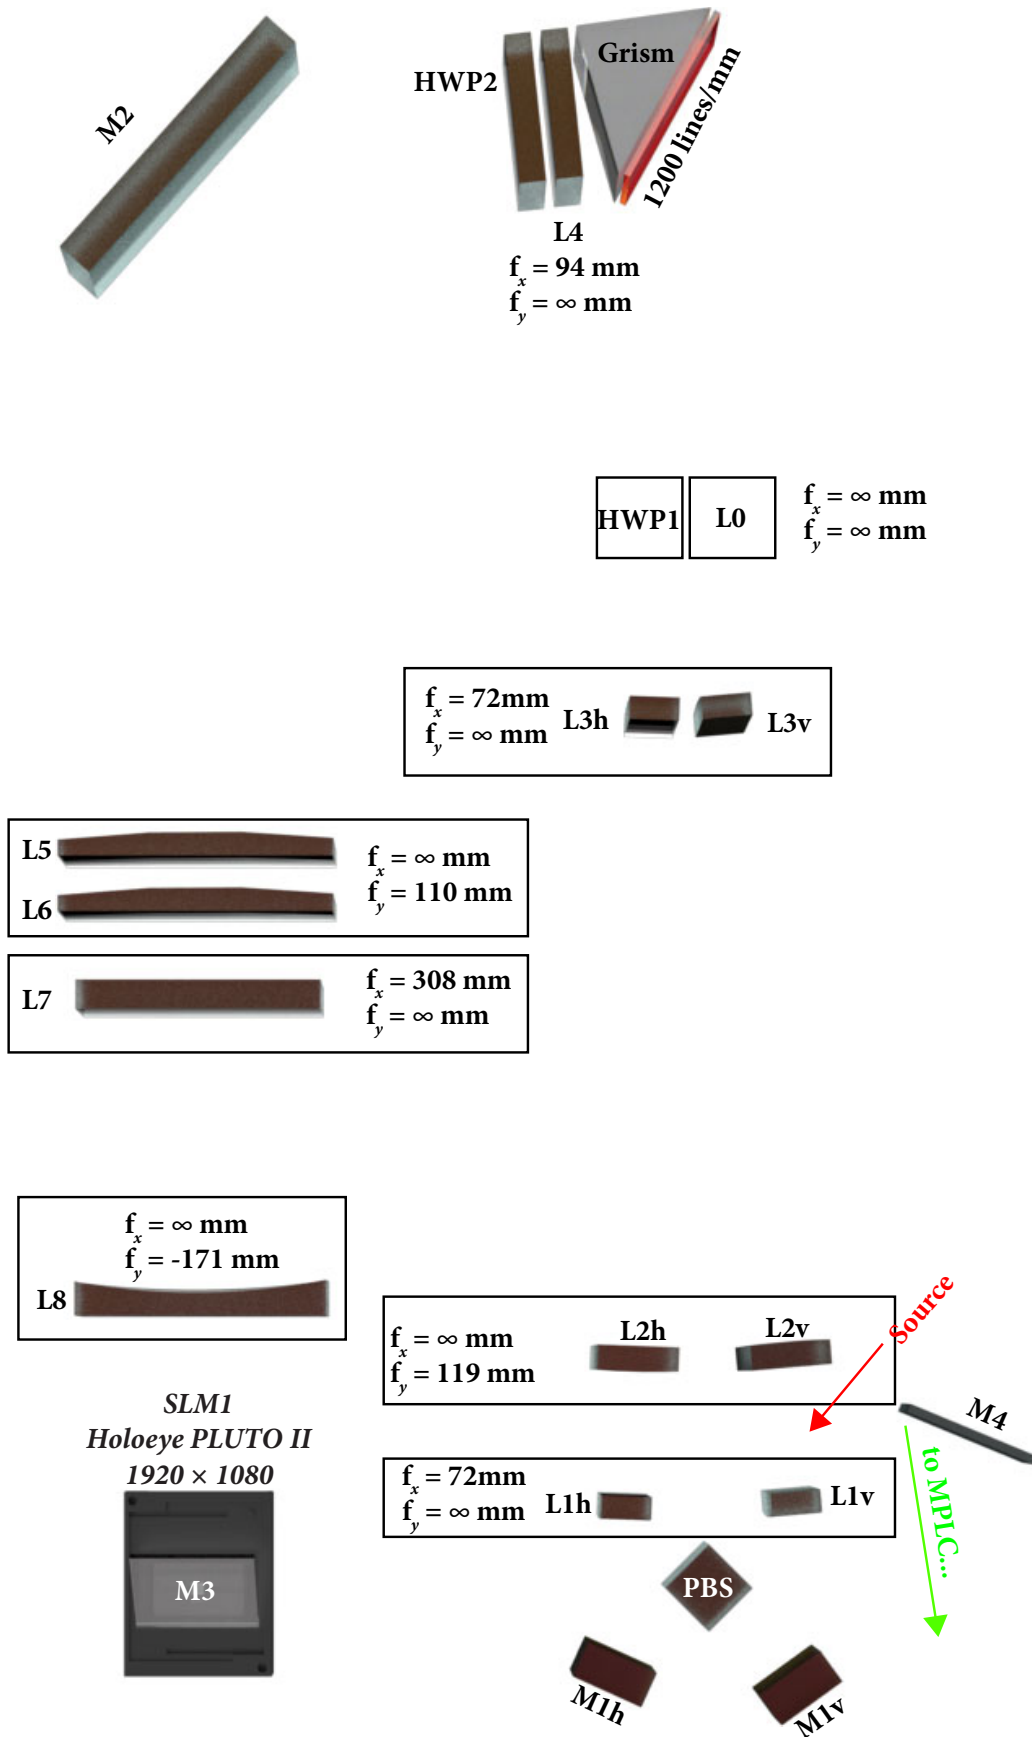 M2
HWP2
Grism
1200 lines/mm
L4
f_x = 94 mm
f_y = ∞ mm
HWP1
L0
f_x = ∞ mm
f_y = ∞ mm
f_x = 72mm
f_y = ∞ mm
L3h
L3v
L5
L6
f_x = ∞ mm
f_y = 110 mm
L7
f_x = 308 mm
f_y = ∞ mm
f_x = ∞ mm
f_y = -171 mm
L8
f_x = ∞ mm
f_y = 119 mm
L2h
L2v
Source
M4
to MPLC...
SLM1
Holoeye PLUTO II
1920 × 1080
M3
f_x = 72mm
f_y = ∞ mm
L1h
L1v
PBS
M1h
M1v